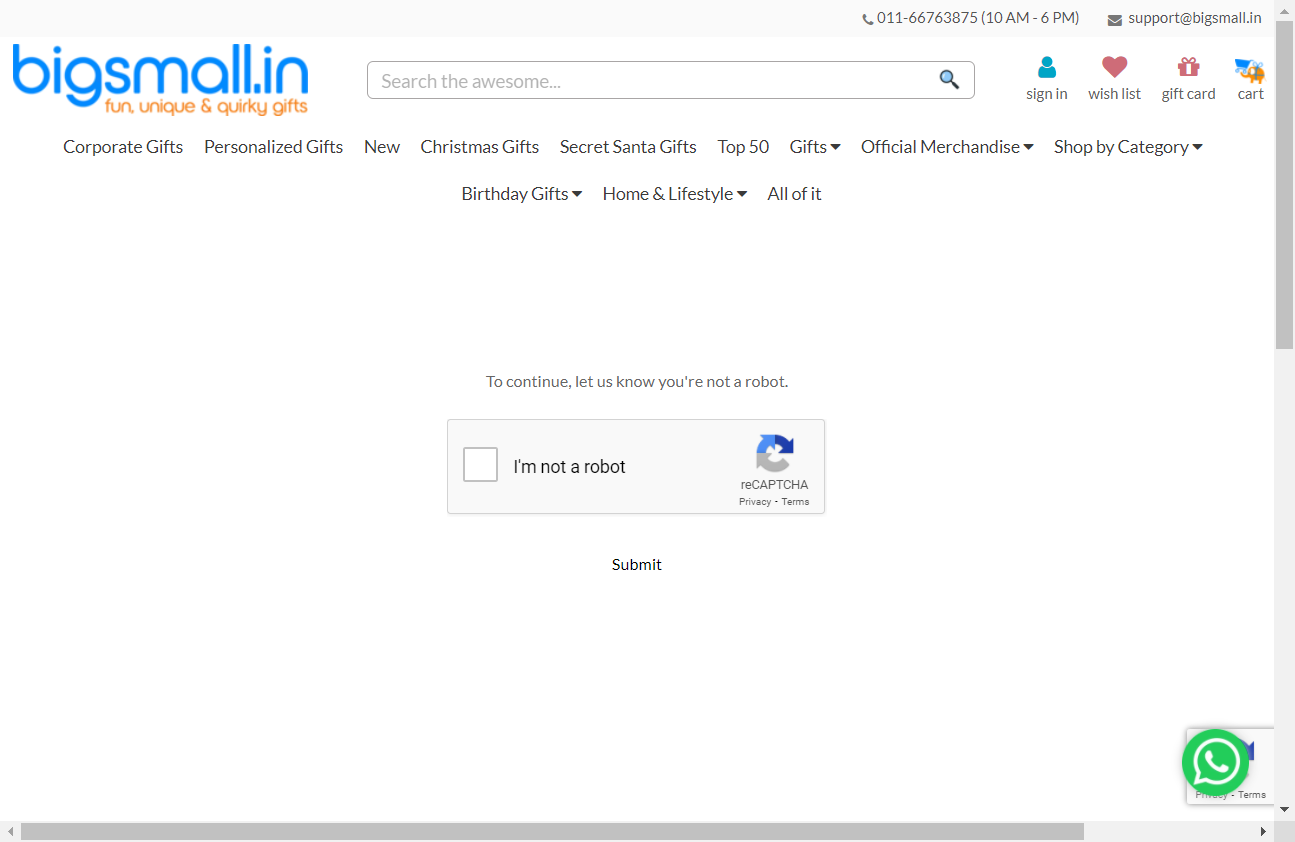 011-66763875 (10 AM - 6 PM) support@bigsmall.in
bigsmall.in
fun, unique & quirky gifts
Search the awesome...
sign in wish list gift card cart
Corporate Gifts Personalized Gifts New Christmas Gifts Secret Santa Gifts Top 50 Gifts Official Merchandise Shop by Category
Birthday Gifts Home & Lifestyle All of it
To continue, let us know you're not a robot.
I'm not a robot
reCAPTCHA
Privacy - Terms
Submit
Privacy - Terms